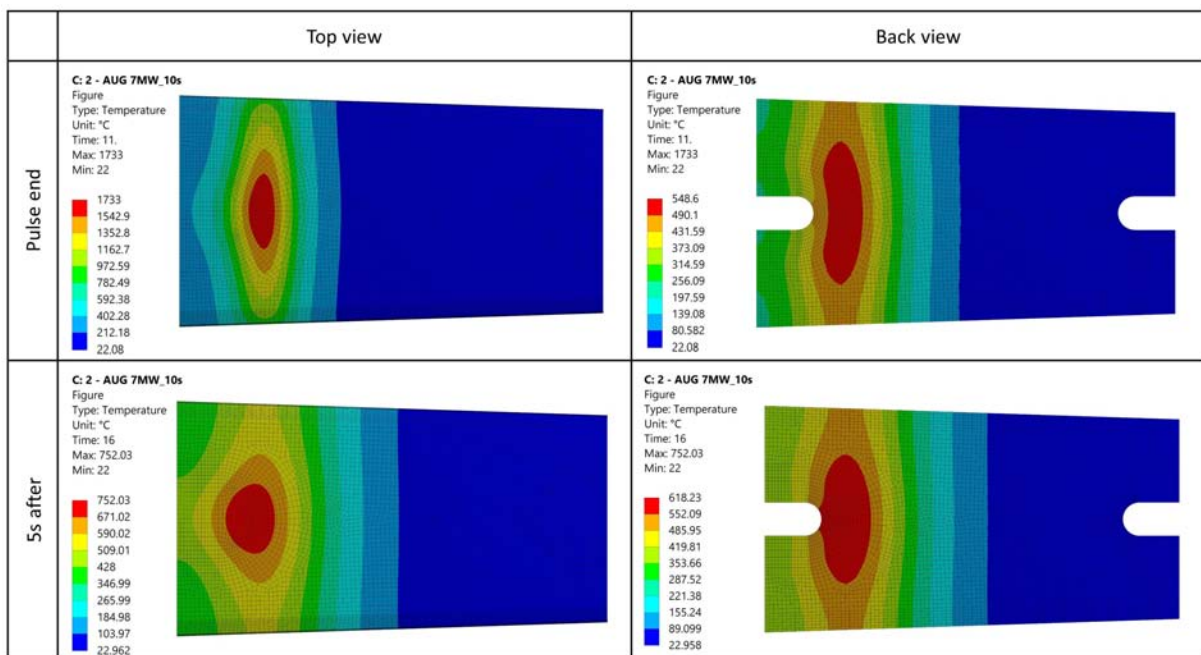 Top view
Back view
Pulse end
C: 2 - AUG 7MW_10s
Figure
Type: Temperature
Unit: °C
Time: 11.
Max: 1733
Min: 22
1733
1542.9
1352.8
1162.7
972.59
782.49
592.38
402.28
212.18
22.08
C: 2 - AUG 7MW_10s
Figure
Type: Temperature
Unit: °C
Time: 11.
Max: 1733
Min: 22
548.6
490.1
431.59
373.09
314.59
256.09
197.59
139.08
80.582
22.08
5s after
C: 2 - AUG 7MW_10s
Figure
Type: Temperature
Unit: °C
Time: 16
Max: 752.03
Min: 22
752.03
671.02
590.02
509.01
428
346.99
265.99
184.98
103.97
22.962
C: 2 - AUG 7MW_10s
Figure
Type: Temperature
Unit: °C
Time: 16
Max: 752.03
Min: 22
618.23
552.09
485.95
419.81
353.66
287.52
221.38
155.24
89.099
22.958